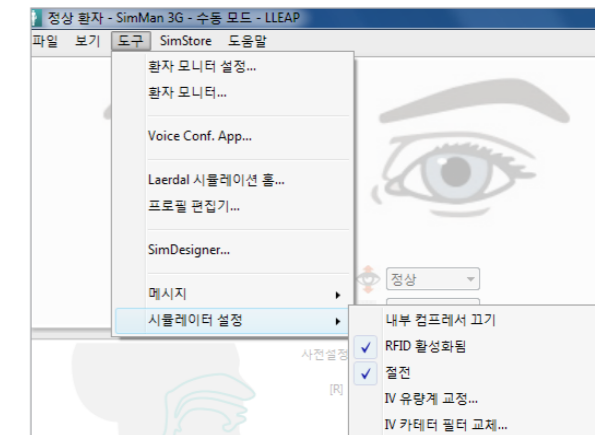 정상 환자 - SimMan 3G - 수동 모드 - LLEAP
파일 보기 도구 SimStore 도움말
환자 모니터 설정...
환자 모니터...
Voice Conf. App...
Laerdal 시뮬레이션 홈...
프로필 편집기...
SimDesigner...
정상
메시지
시뮬레이터 설정
내부 컴프레서 끄기
사전설정
RFID 활성화됨
절전
[R]
IV 유량계 교정...
IV 카테터 필터 교체...